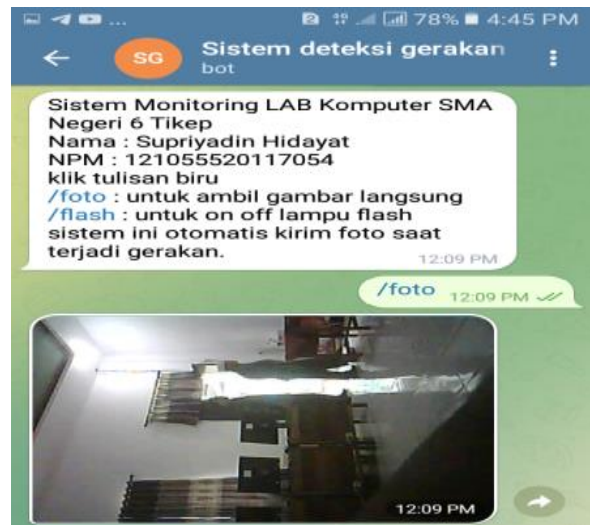 ... 78% 4:45 PM
SG Sistem deteksi gerakan
bot
Sistem Monitoring LAB Komputer SMA
Negeri 6 Tikep
Nama : Supriyadin Hidayat
NPM : 121055520117054
klik tulisan biru
/foto : untuk ambil gambar langsung
/flash : untuk on off lampu flash
sistem ini otomatis kirim foto saat
terjadi gerakan.
12:09 PM
/foto 12:09 PM
12:09 PM